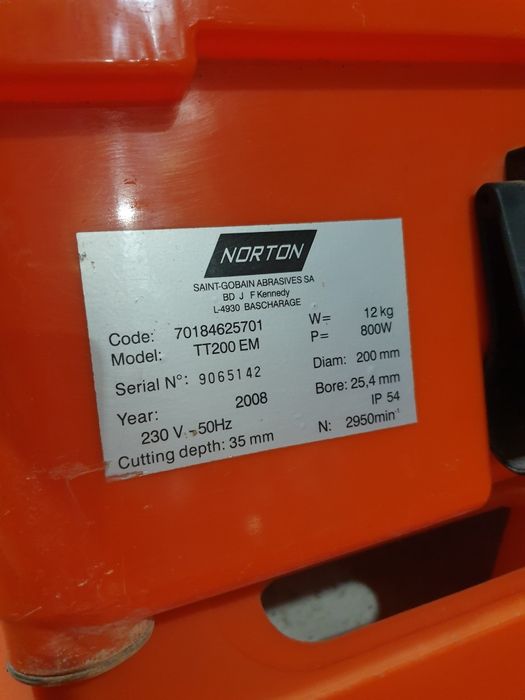 NORTON
SAINT-GOBAIN ABRASIVES SA
BD J F Kennedy
L-4930 BASCHARAGE
Code: 70184625701 W= 12 kg
Model: TT200 EM P= 800W
Serial N°: 9065142 Diam: 200 mm
Year: 2008 Bore: 25,4 mm
230 V - 50Hz IP 54
Cutting depth: 35 mm N: 2950min⁻¹